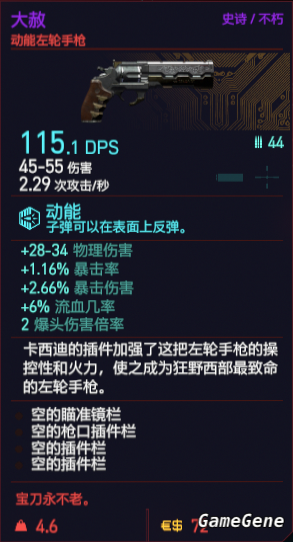 大赦
史诗 / 不朽
动能左轮手枪
115.1 DPS
44
45-55 伤害
2.29 次攻击/秒
动能
子弹可以在表面上反弹。
+28-34 物理伤害
+1.16% 暴击率
+2.66% 暴击伤害
+6% 流血几率
2 爆头伤害倍率
卡西迪的插件加强了这把左轮手枪的操
控性和火力，使之成为狂野西部最致命
的左轮手枪。
空的瞄准镜栏
空的枪口插件栏
空的插件栏
空的插件栏
宝刀永不老。
4.6
€$
GameGene